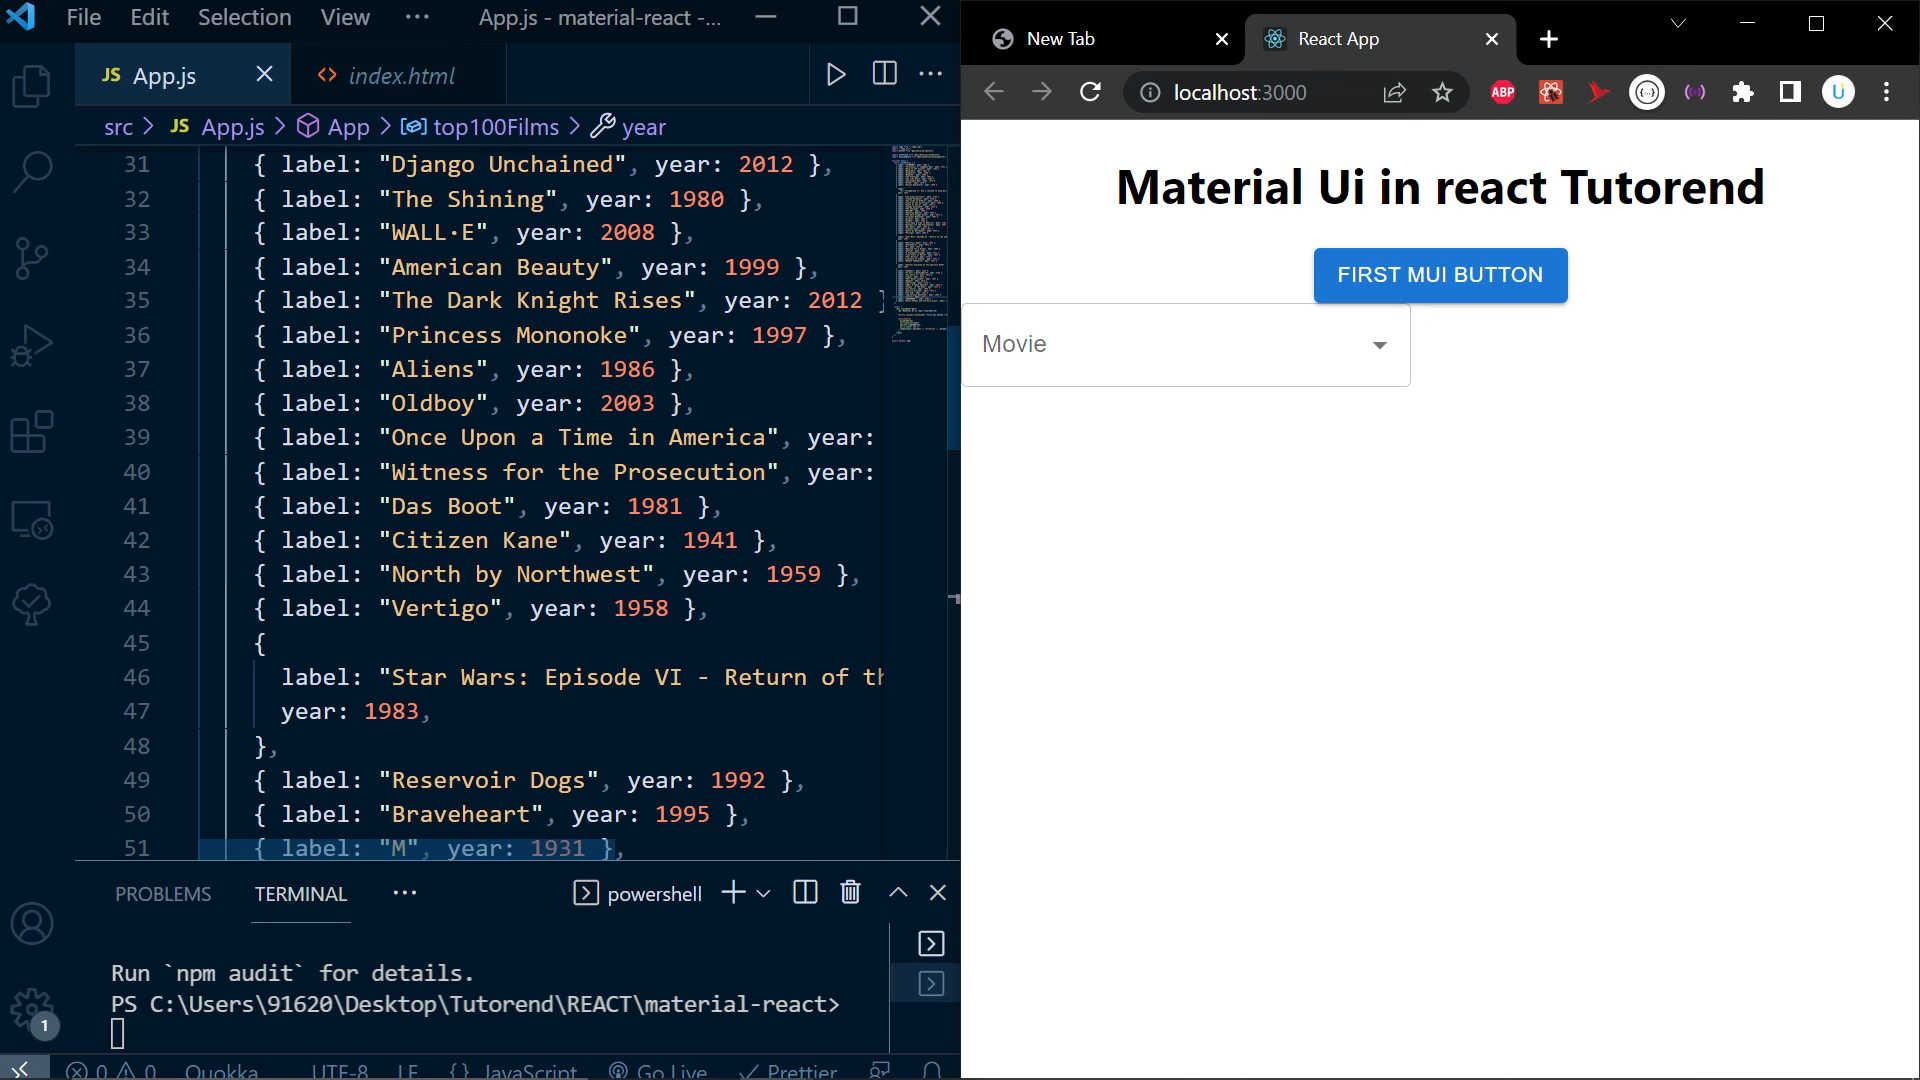 File Edit Selection View ··· App.js - material-react -...
JS App.js
<> index.html
src > JS App.js > App > top100Films > year
31 { label: "Django Unchained", year: 2012 },
32 { label: "The Shining", year: 1980 },
33 { label: "WALL·E", year: 2008 },
34 { label: "American Beauty", year: 1999 },
35 { label: "The Dark Knight Rises", year: 2012 }
36 { label: "Princess Mononoke", year: 1997 },
37 { label: "Aliens", year: 1986 },
38 { label: "Oldboy", year: 2003 },
39 { label: "Once Upon a Time in America", year:
40 { label: "Witness for the Prosecution", year:
41 { label: "Das Boot", year: 1981 },
42 { label: "Citizen Kane", year: 1941 },
43 { label: "North by Northwest", year: 1959 },
44 { label: "Vertigo", year: 1958 },
45 {
46 label: "Star Wars: Episode VI - Return of th
47 year: 1983,
48 },
49 { label: "Reservoir Dogs", year: 1992 },
50 { label: "Braveheart", year: 1995 },
51 { label: "M", year: 1931 },
PROBLEMS TERMINAL ··· powershell
Run `npm audit` for details.
PS C:\Users\91620\Desktop\Tutorend\REACT\material-react>
1
0 0 Quokka UTF-8 LF {} JavaScript Go Live Prettier
New Tab
React App
localhost:3000
ABP
U
Material Ui in react Tutorend
FIRST MUI BUTTON
Movie